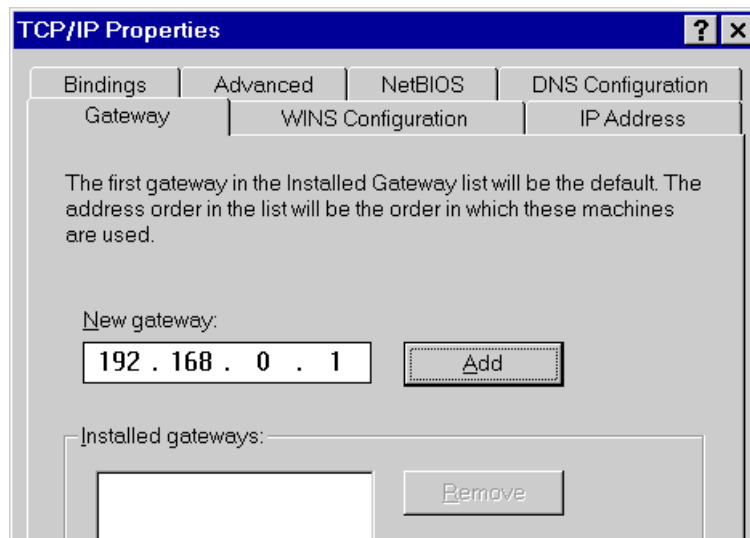 TCP/IP Properties
Bindings Advanced NetBIOS DNS Configuration
Gateway WINS Configuration IP Address
The first gateway in the Installed Gateway list will be the default. The
address order in the list will be the order in which these machines
are used.
New gateway:
192 . 168 . 0 . 1 Add
Installed gateways:
Remove